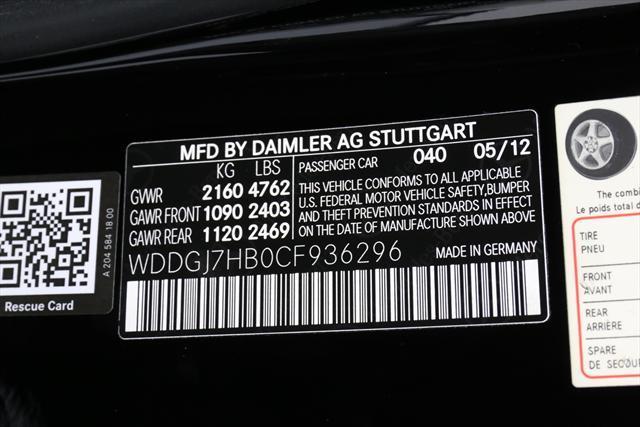 MFD BY DAIMLER AG STUTTGART
KG LBS
GVWR 2160 4762
GAWR FRONT 1090 2403
GAWR REAR 1120 2469
PASSENGER CAR 040 05/12
THIS VEHICLE CONFORMS TO ALL APPLICABLE
U.S. FEDERAL MOTOR VEHICLE SAFETY, BUMPER
AND THEFT PREVENTION STANDARDS IN EFFECT
ON THE DATE OF MANUFACTURE SHOWN ABOVE
WDDGJ7HB0CF936296
MADE IN GERMANY
A 204 584 18 00
Rescue Card
The combi
Le poids total d
TIRE
PNEU
FRONT
AVANT
REAR
ARRIÈRE
SPARE
DE SECOU